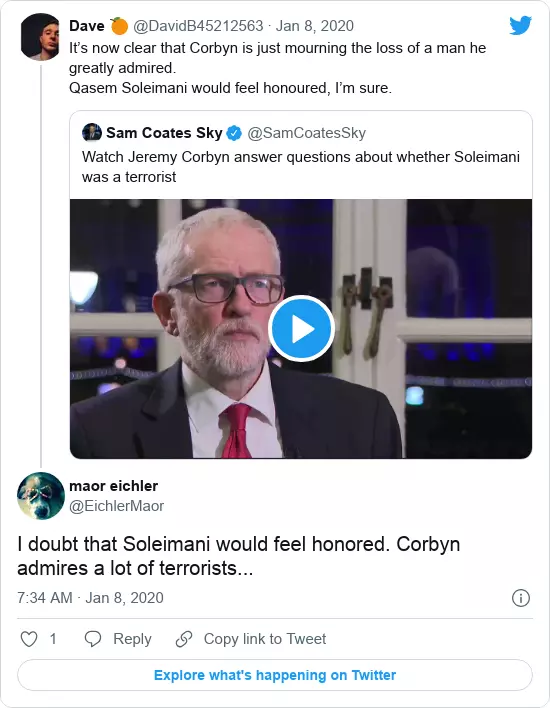 Dave 🍊 @DavidB45212563 · Jan 8, 2020
It’s now clear that Corbyn is just mourning the loss of a man he
greatly admired.
Qasem Soleimani would feel honoured, I’m sure.
Sam Coates Sky @SamCoatesSky
Watch Jeremy Corbyn answer questions about whether Soleimani
was a terrorist
maor eichler
@EichlerMaor
I doubt that Soleimani would feel honored. Corbyn
admires a lot of terrorists...
7:34 AM · Jan 8, 2020
1 Reply Copy link to Tweet
Explore what's happening on Twitter